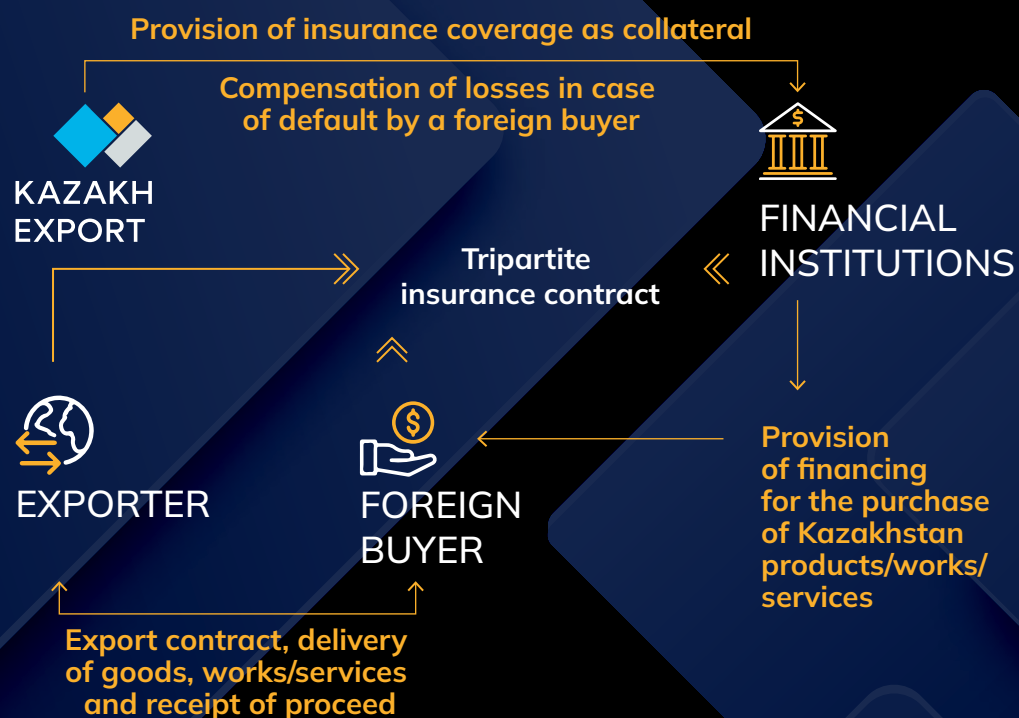 Provision of insurance coverage as collateral
Compensation of losses in case
of default by a foreign buyer
KAZAKH
EXPORT
FINANCIAL
INSTITUTIONS
Tripartite
insurance contract
EXPORTER
FOREIGN
BUYER
Provision
of financing
for the purchase
of Kazakhstan
products/works/
services
Export contract, delivery
of goods, works/services
and receipt of proceed